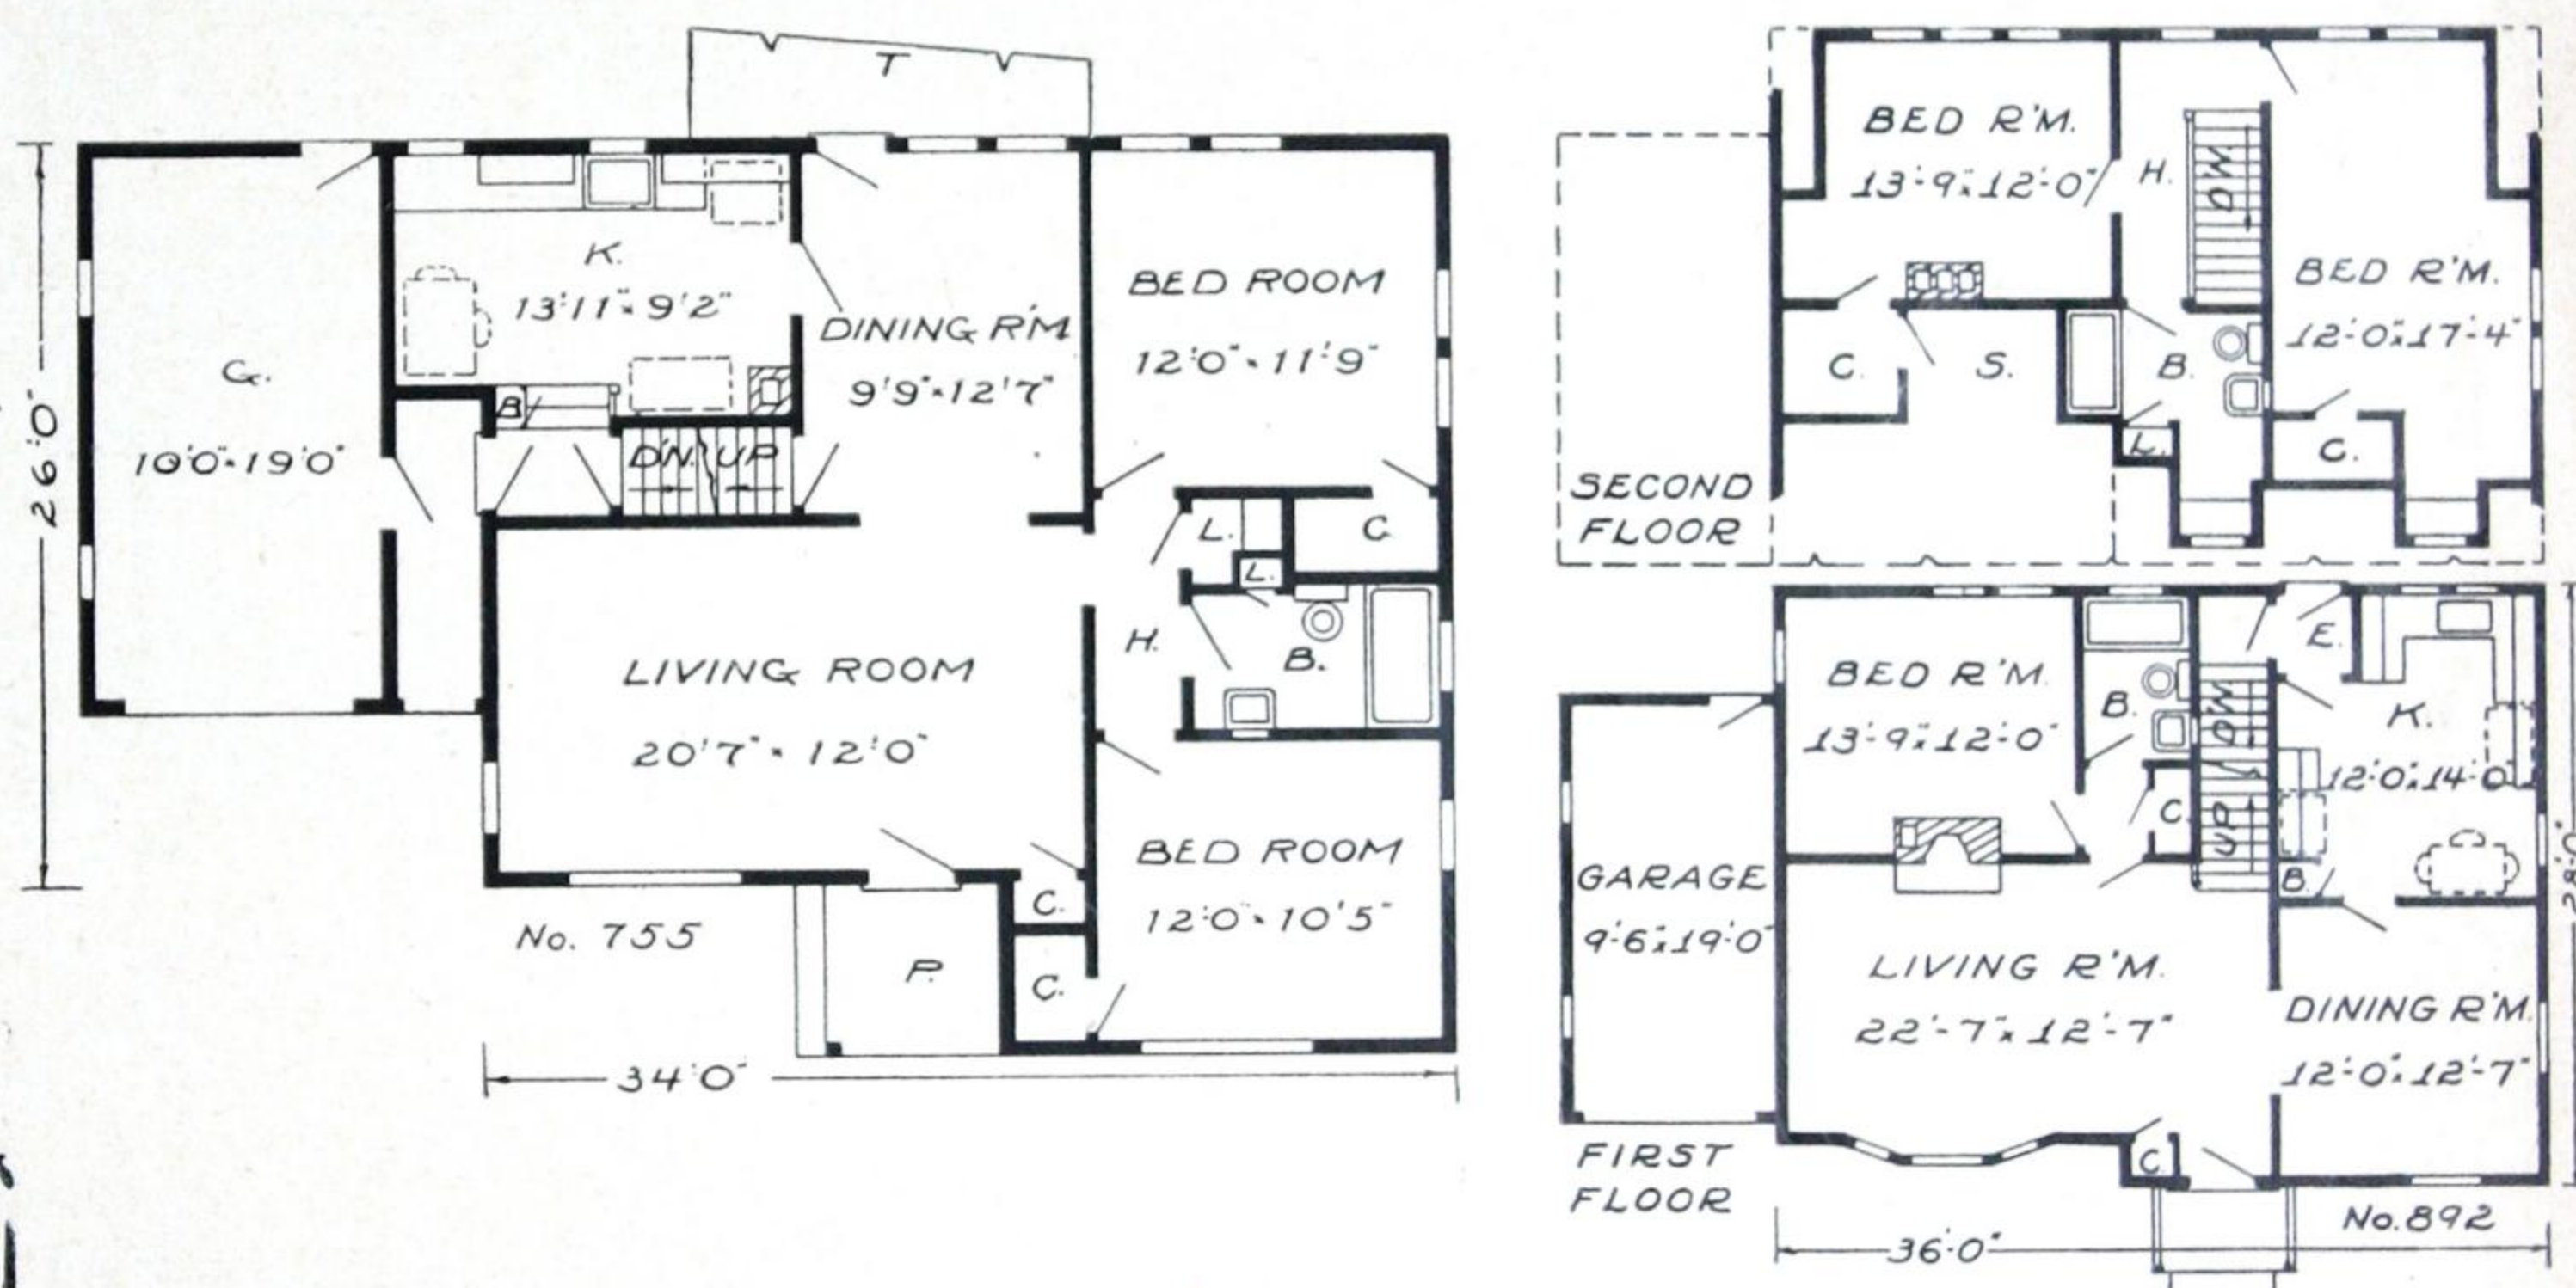 T
26'0"
G.
10'0"×19'0"
K.
13'11"×9'2"
B
DINING R'M
9'9"×12'7"
DN. UP
BED ROOM
12'0"×11'9"
L.
C
L.
H.
B.
LIVING ROOM
20'7"×12'0"
BED ROOM
12'0"×10'5"
C.
C.
P.
No. 755
34'0"
BED R'M.
13'-9"×12'-0"
H.
DOWN
BED R'M.
12'-0"×17'-4"
C.
S.
B.
L.
C.
SECOND
FLOOR
BED R'M.
13'-9"×12'-0"
B.
E.
K.
12'-0"×14'-0"
DOWN
C.
UP
B.
GARAGE
9'-6"×19'-0"
LIVING R'M.
22'-7"×12'-7"
DINING R'M.
12'-0"×12'-7"
28'-0"
C
FIRST
FLOOR
36'-0"
No. 892